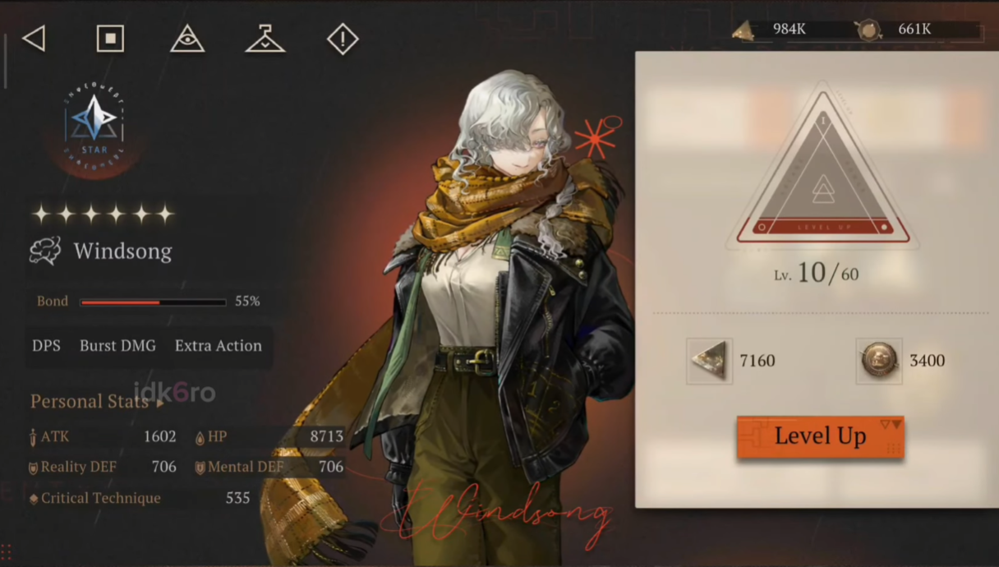 984K
661K
STAR
I
LEVEL UP
Windsong
Lv. 10/60
Bond
55%
7160
3400
DPS
Burst DMG
Extra Action
idk6ro
Personal Stats
Level Up
ATK
1602
HP
8713
Reality DEF
706
Mental DEF
706
Critical Technique
535
Windsong